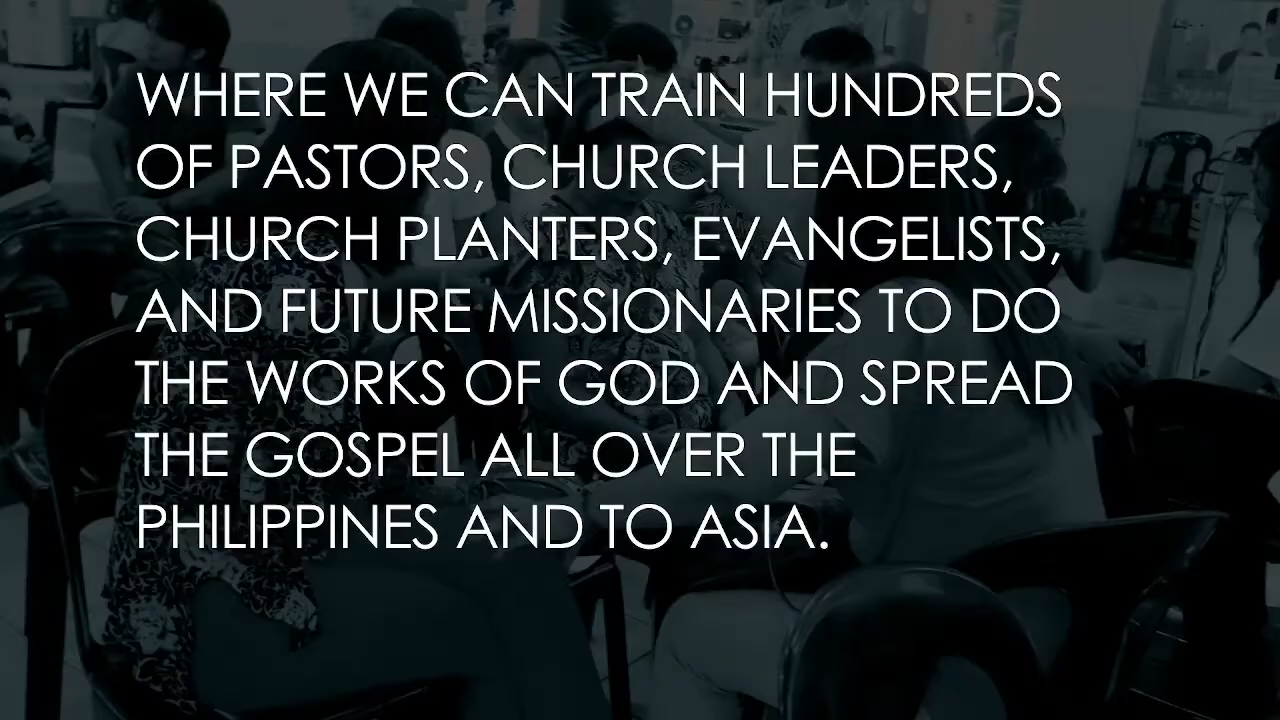 WHERE WE CAN TRAIN HUNDREDS
OF PASTORS, CHURCH LEADERS,
CHURCH PLANTERS, EVANGELISTS,
AND FUTURE MISSIONARIES TO DO
THE WORKS OF GOD AND SPREAD
THE GOSPEL ALL OVER THE
PHILIPPINES AND TO ASIA.